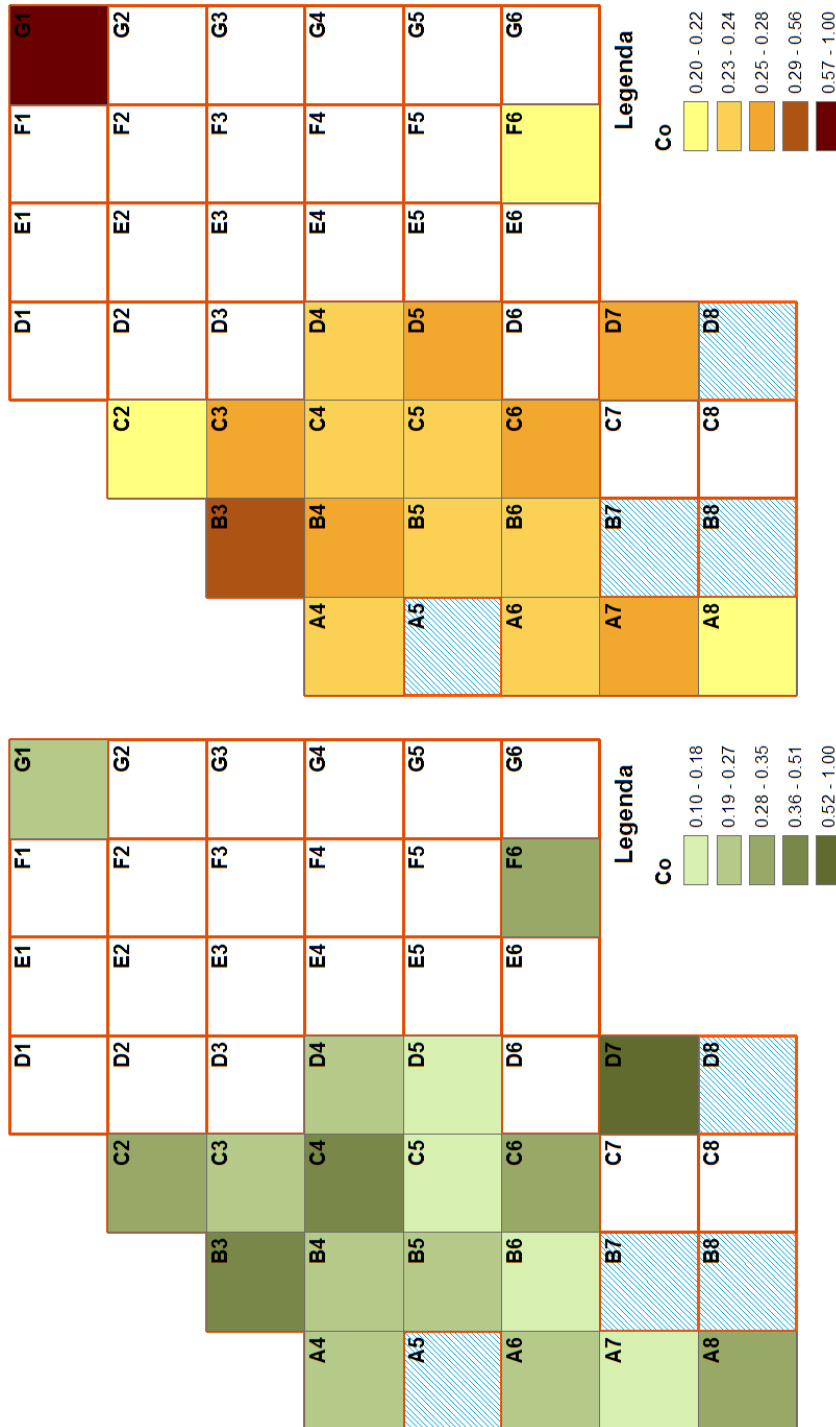 D1 E1 F1 G1
C2 D2 E2 F2 G2
B3 C3 D3 E3 F3 G3
A4 B4 C4 D4 E4 F4 G4
A5 B5 C5 D5 E5 F5 G5
A6 B6 C6 D6 E6 F6 G6
A7 B7 C7 D7
A8 B8 C8 D8
Legenda
Co
0.10 - 0.18
0.19 - 0.27
0.28 - 0.35
0.36 - 0.51
0.52 - 1.00
D1 E1 F1 G1
C2 D2 E2 F2 G2
B3 C3 D3 E3 F3 G3
A4 B4 C4 D4 E4 F4 G4
A5 B5 C5 D5 E5 F5 G5
A6 B6 C6 D6 E6 F6 G6
A7 B7 C7 D7
A8 B8 C8 D8
Legenda
Co
0.20 - 0.22
0.23 - 0.24
0.25 - 0.28
0.29 - 0.56
0.57 - 1.00